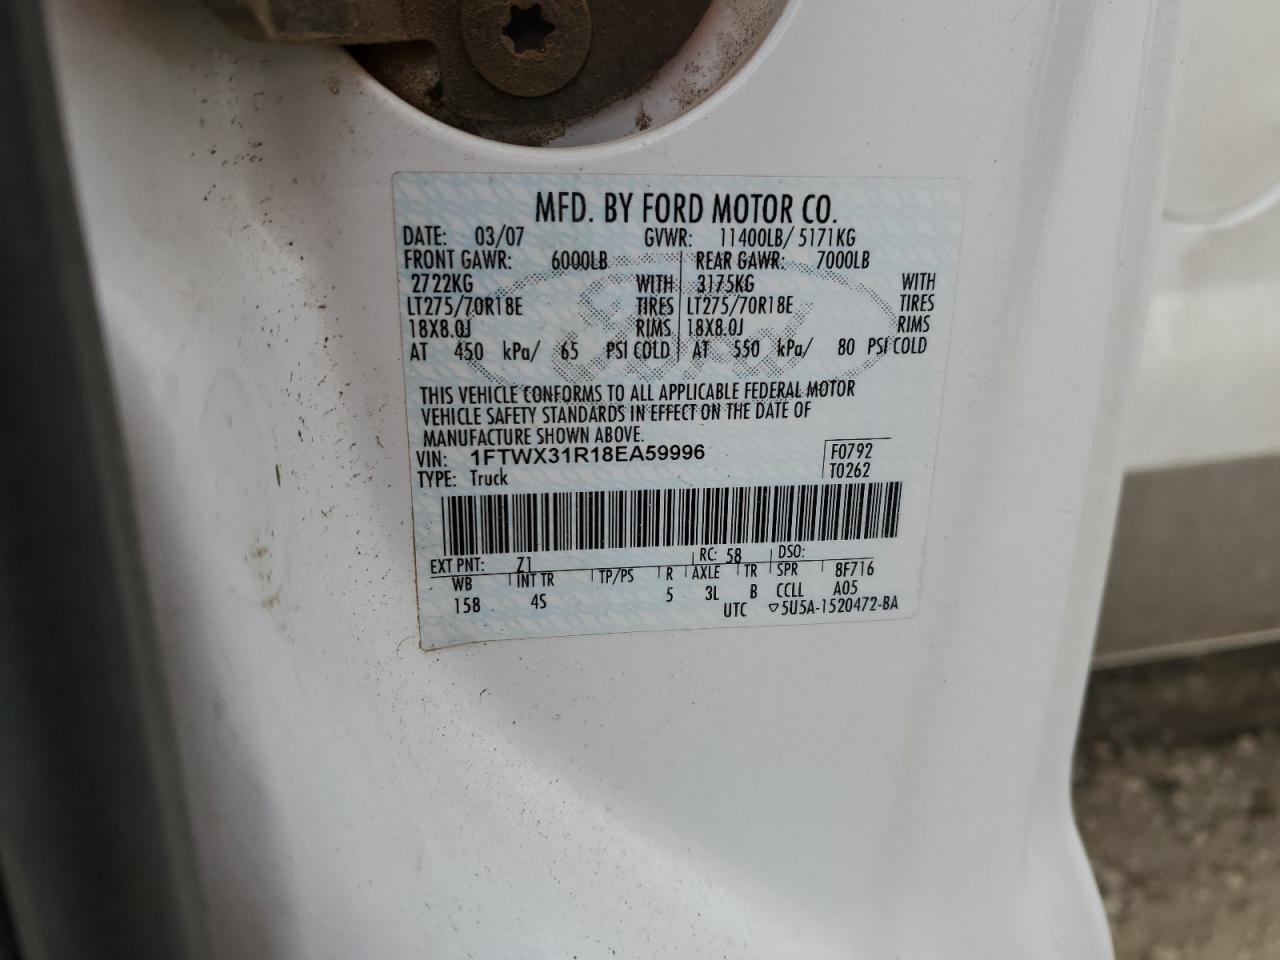 MFD. BY FORD MOTOR CO.
DATE: 03/07 GVWR: 11400LB/ 5171KG
FRONT GAWR: 6000LB REAR GAWR: 7000LB
2722KG WITH 3175KG WITH
LT275/70R18E TIRES LT275/70R18E TIRES
18X8.0J RIMS 18X8.0J RIMS
AT 450 kPa/ 65 PSI COLD AT 550 kPa/ 80 PSI COLD
THIS VEHICLE CONFORMS TO ALL APPLICABLE FEDERAL MOTOR
VEHICLE SAFETY STANDARDS IN EFFECT ON THE DATE OF
MANUFACTURE SHOWN ABOVE.
VIN: 1FTWX31R18EA59996 F0792
TYPE: Truck T0262
EXT PNT: Z1 RC: 58 DSO:
WB INT TR TP/PS R AXLE TR SPR 8F716
158 4S 5 3L B CCLL A05
UTC ▽5U5A-1520472-BA